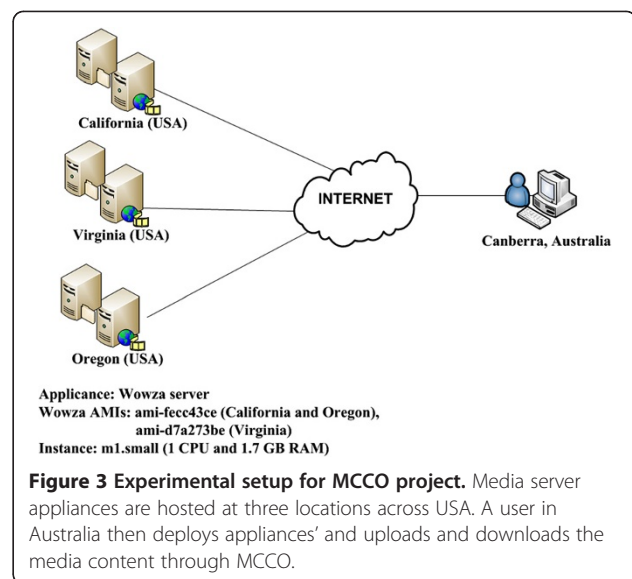 California (USA)
INTERNET
Virginia (USA)
Canberra, Australia
Oregon (USA)
Applicance: Wowza server
Wowza AMIs: ami-fecc43ce (California and Oregon),
ami-d7a273be (Virginia)
Instance: m1.small (1 CPU and 1.7 GB RAM)
Figure 3 Experimental setup for MCCO project. Media server
appliances are hosted at three locations across USA. A user in
Australia then deploys appliances’ and uploads and downloads the
media content through MCCO.